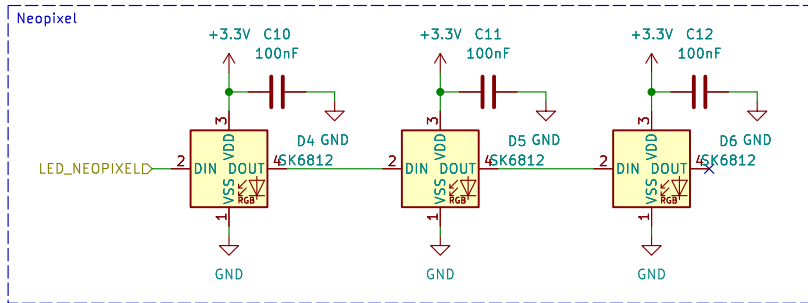 Neopixel
+3.3V C10
100nF
+3.3V C11
100nF
+3.3V C12
100nF
3
VDD
D4 GND
SK6812
LED_NEOPIXEL
2
DIN
DOUT
4
VSS
RGB
1
GND
3
VDD
D5 GND
SK6812
2
DIN
DOUT
4
VSS
RGB
1
GND
3
VDD
D6 GND
SK6812
2
DIN
DOUT
4
VSS
RGB
1
GND